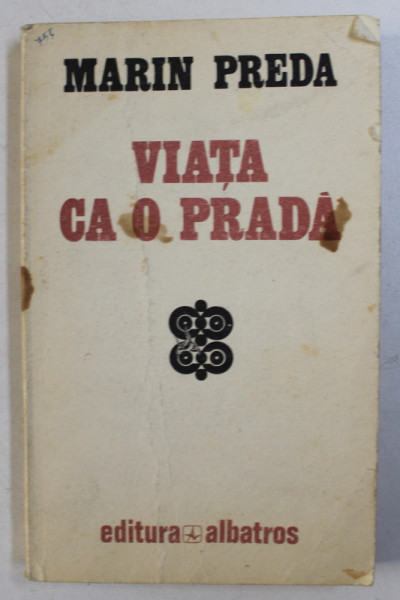 MARIN PREDA
VIAȚA
CA O PRADĂ
editura albatros